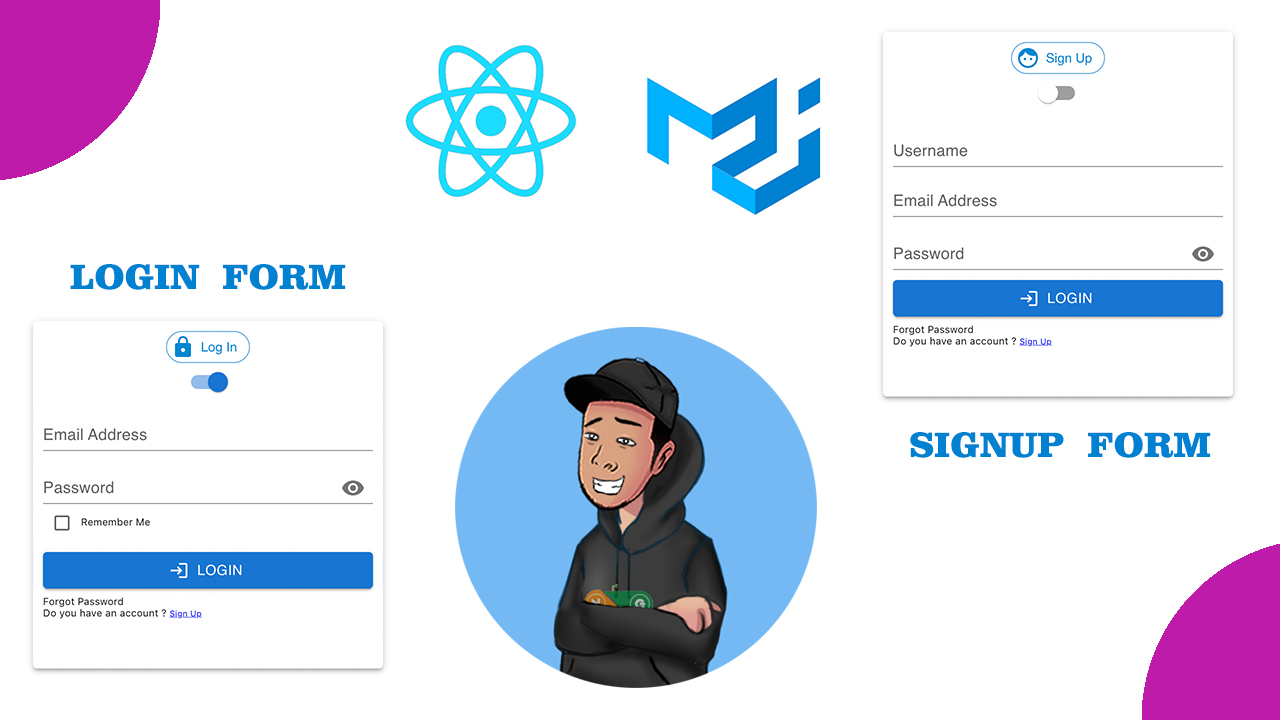 LOGIN FORM
Log In
Email Address
Password
Remember Me
LOGIN
Forgot Password
Do you have an account ? Sign Up
Sign Up
Username
Email Address
Password
LOGIN
Forgot Password
Do you have an account ? Sign Up
SIGNUP FORM